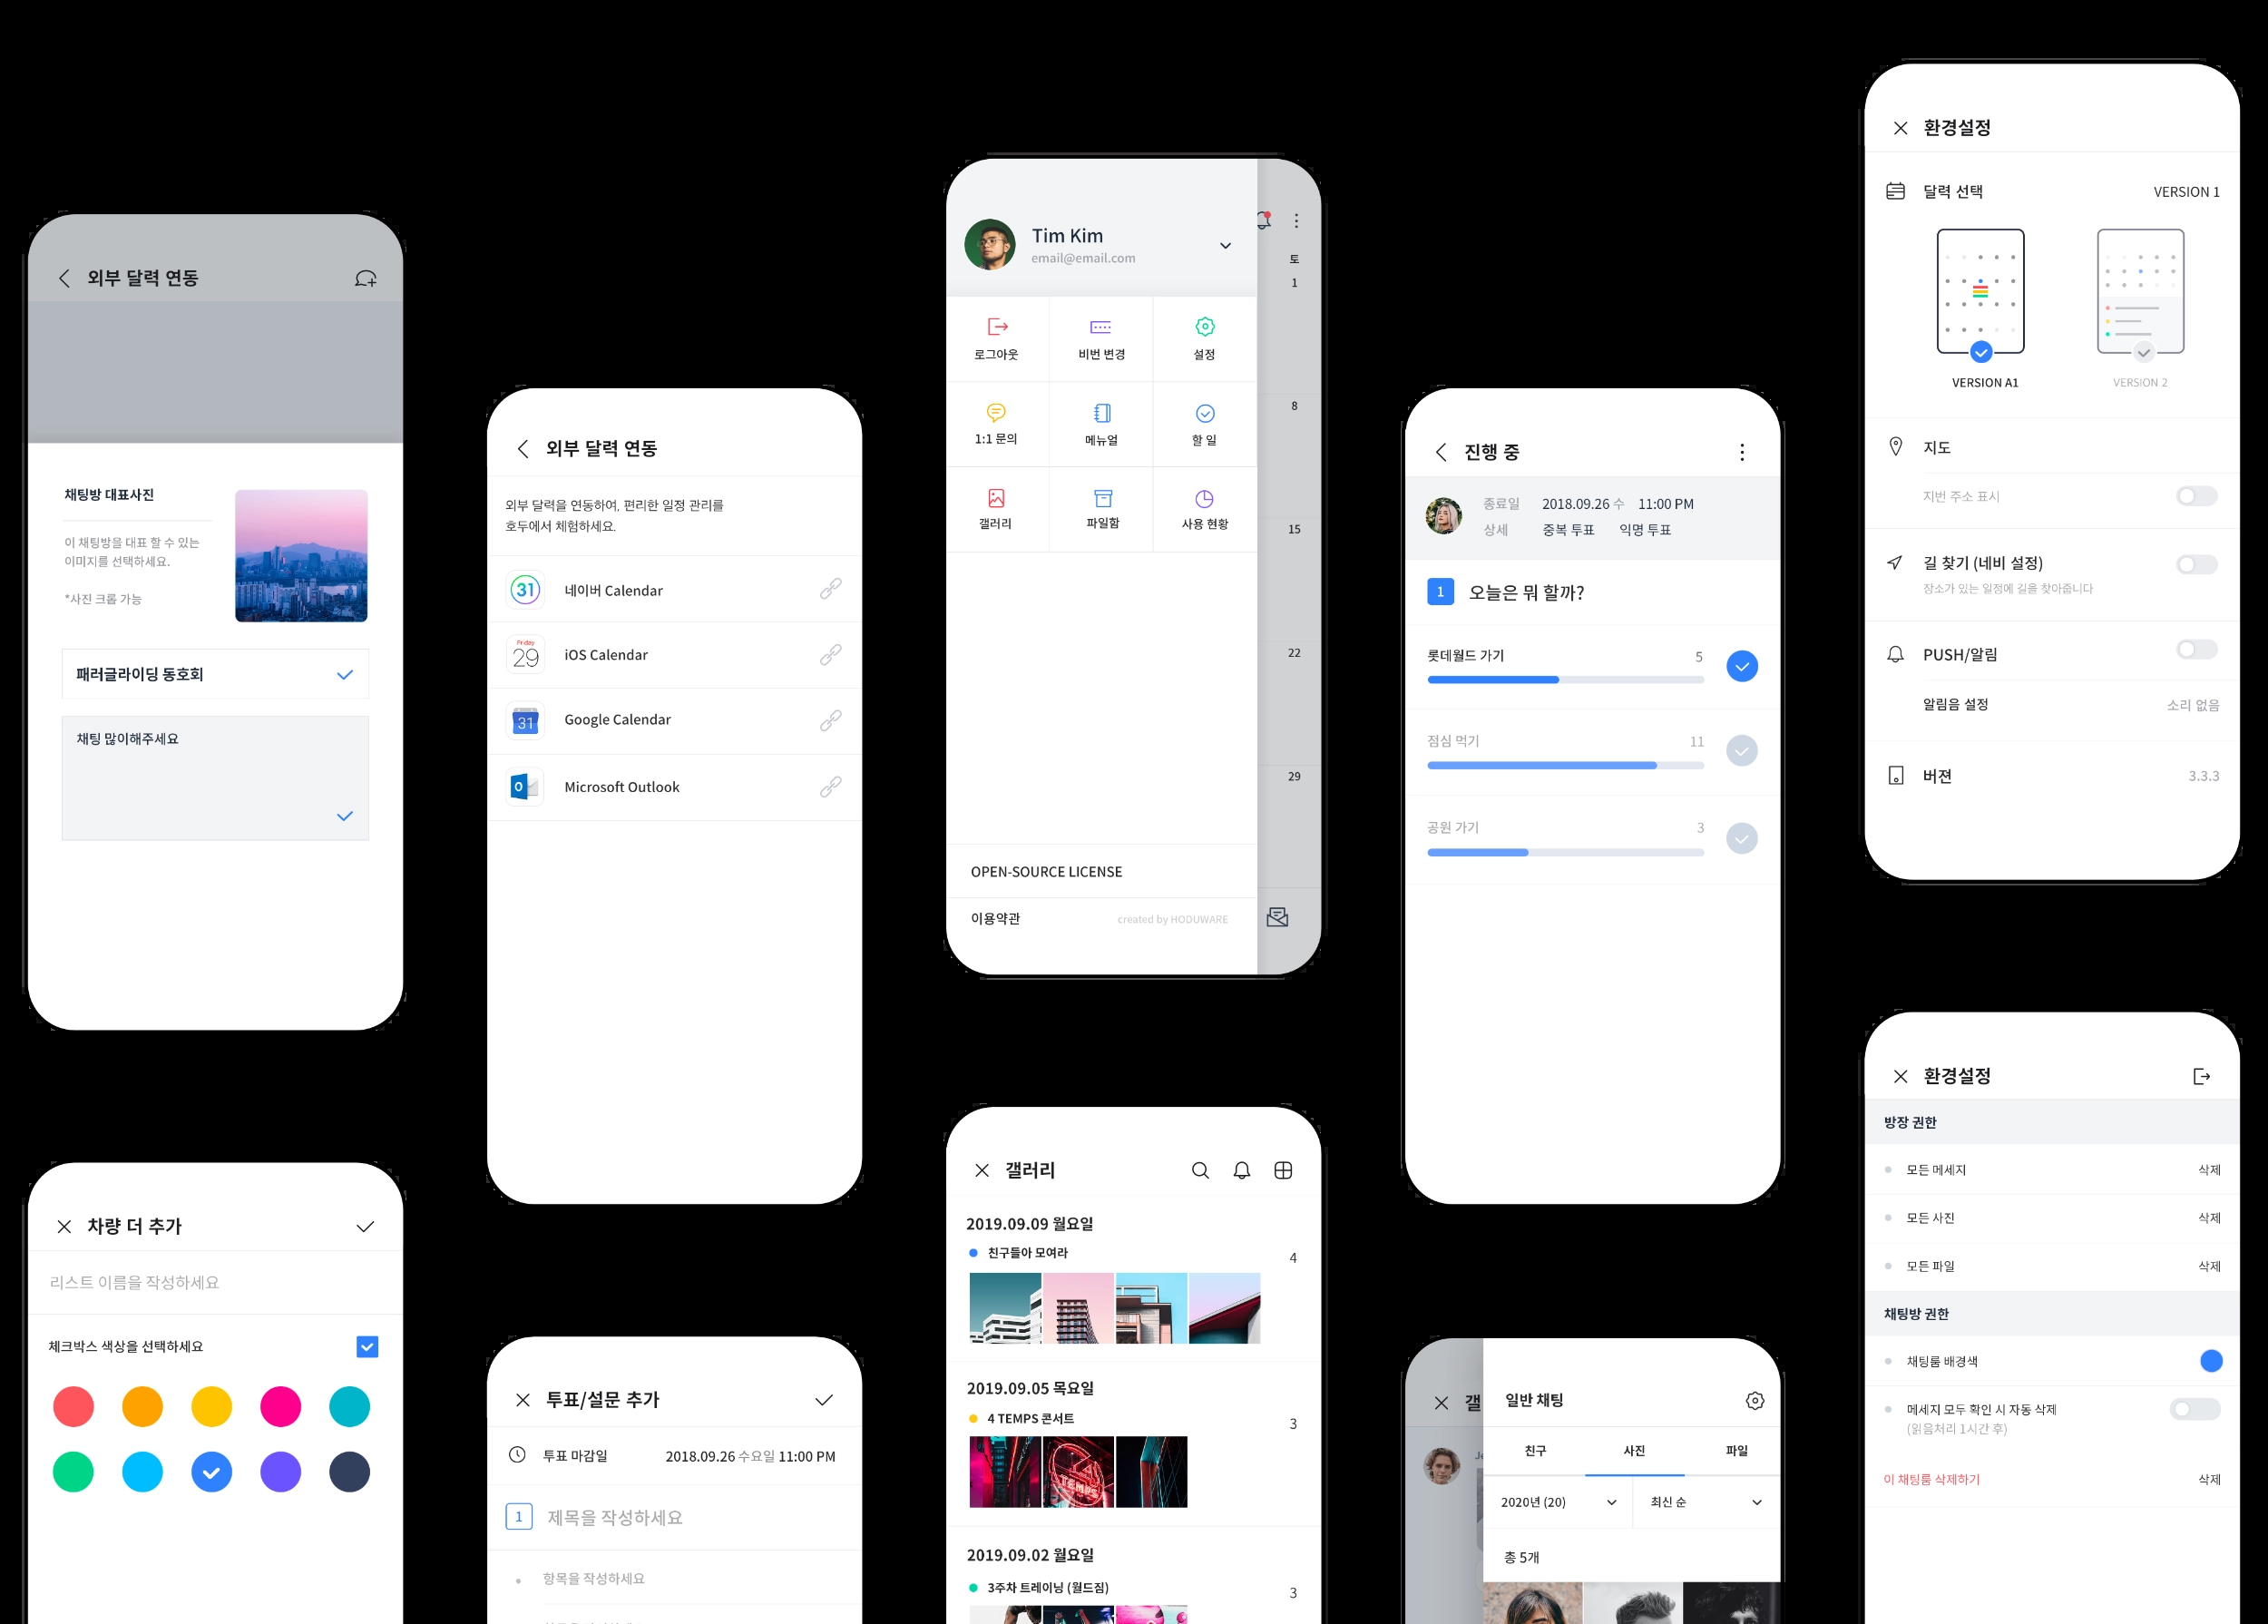 외부 달력 연동
채팅방 대표사진
이 채팅방을 대표 할 수 있는
이미지를 선택하세요.
*사진 크롭 가능
패러글라이딩 동호회
채팅 많이해주세요
차량 더 추가
리스트 이름을 작성하세요
체크박스 색상을 선택하세요
외부 달력 연동
외부 달력을 연동하여, 편리한 일정 관리를
호두에서 체험하세요.
31 네이버 Calendar
Friday
29 iOS Calendar
31 Google Calendar
Microsoft Outlook
투표/설문 추가
투표 마감일 2018.09.26 수요일 11:00 PM
1 제목을 작성하세요
항목을 작성하세요
Tim Kim
email@email.com
로그아웃 비번 변경 설정
1:1 문의 메뉴얼 할 일
갤러리 파일함 사용 현황
OPEN-SOURCE LICENSE
이용약관 created by HODUWARE
토
1
8
15
22
29
갤러리
2019.09.09 월요일
친구들아 모여라 4
2019.09.05 목요일
4 TEMPS 콘서트 3
4
TEMPS
2019.09.02 월요일
3주차 트레이닝 (월드짐) 3
진행 중
종료일 2018.09.26 수 11:00 PM
상세 중복 투표 익명 투표
1 오늘은 뭐 할까?
롯데월드 가기 5
점심 먹기 11
공원 가기 3
갤
Je
일반 채팅
친구 사진 파일
2020년 (20) 최신 순
총 5개
환경설정
달력 선택 VERSION 1
VERSION A1 VERSION 2
지도
지번 주소 표시
길 찾기 (네비 설정)
장소가 있는 일정에 길을 찾아줍니다
PUSH/알림
알림음 설정 소리 없음
버젼 3.3.3
환경설정
방장 권한
모든 메세지 삭제
모든 사진 삭제
모든 파일 삭제
채팅방 권한
채팅룸 배경색
메세지 모두 확인 시 자동 삭제
(읽음처리 1시간 후)
이 채팅룸 삭제하기 삭제